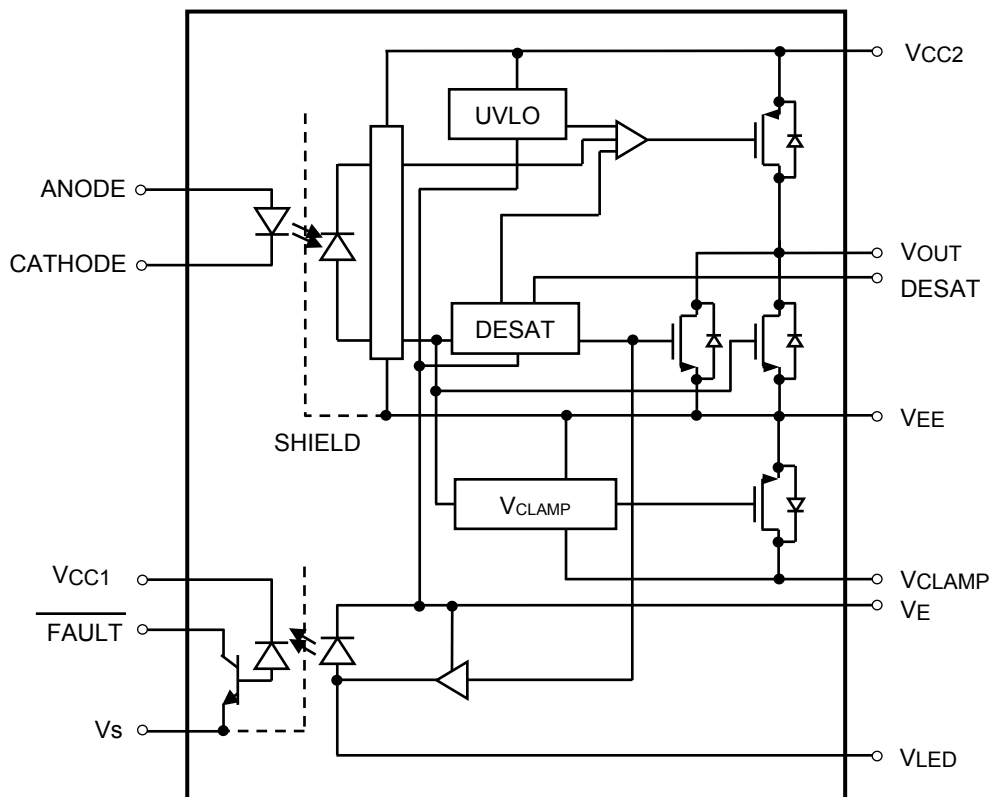 VCC2
UVLO
ANODE
CATHODE
VOUT
DESAT
DESAT
VEE
SHIELD
VCLAMP
VCC1
VCLAMP
VE
FAULT
Vs
VLED